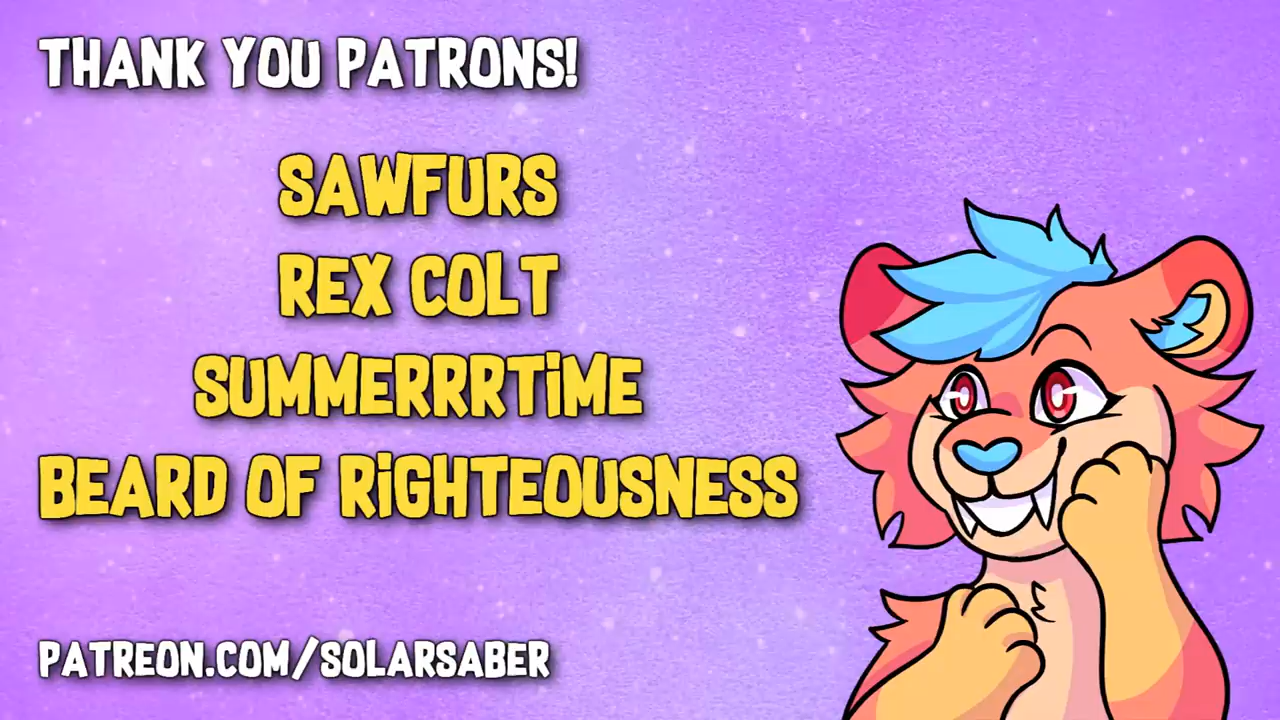 THANK YOU PATRONS!
SAWFURS
REX COLT
SUMMERRRTiME
BEARD OF RiGHTEOUSNESS
PATREON.COM/SOLARSABER